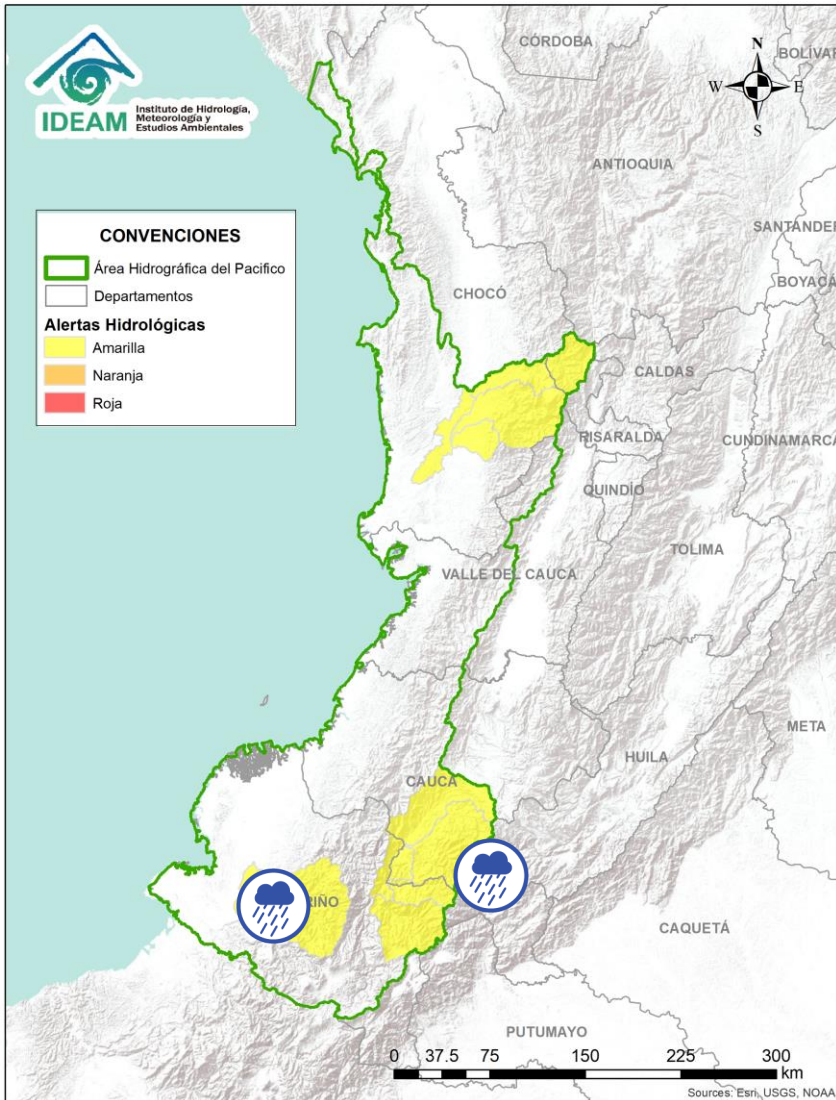 IDEAM
Instituto de Hidrología,
Meteorología y
Estudios Ambientales
CÓRDOBA
BOLÍVAR
N
W
E
S
ANTIOQUIA
SANTANDER
BOYACÁ
CONVENCIONES
Área Hidrográfica del Pacifico
Departamentos
Alertas Hidrológicas
Amarilla
Naranja
Roja
CHOCÓ
CALDAS
RISARALDA
CUNDINAMARCA
QUINDÍO
TOLIMA
VALLE DEL CAUCA
META
HUILA
CAUCA
RIÑO
CAQUETÁ
PUTUMAYO
0 37.5 75 150 225 300
km
Sources: Esri, USGS, NOAA